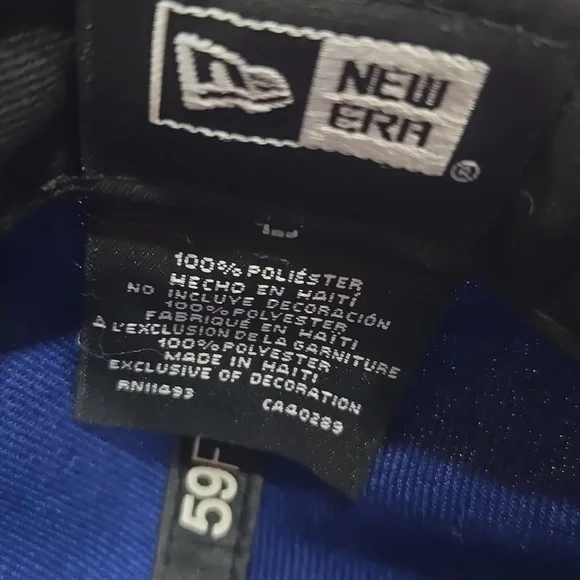 NEW
ERA
®
100% POLIÉSTER
HECHO EN HAITÍ
NO INCLUYE DECORACIÓN
100% POLYESTER
FABRIQUÉ EN HAITI
À L'EXCLUSION DE LA GARNITURE
100% POLYESTER
MADE IN HAITI
EXCLUSIVE OF DECORATION
RN11493 CA40289
59F